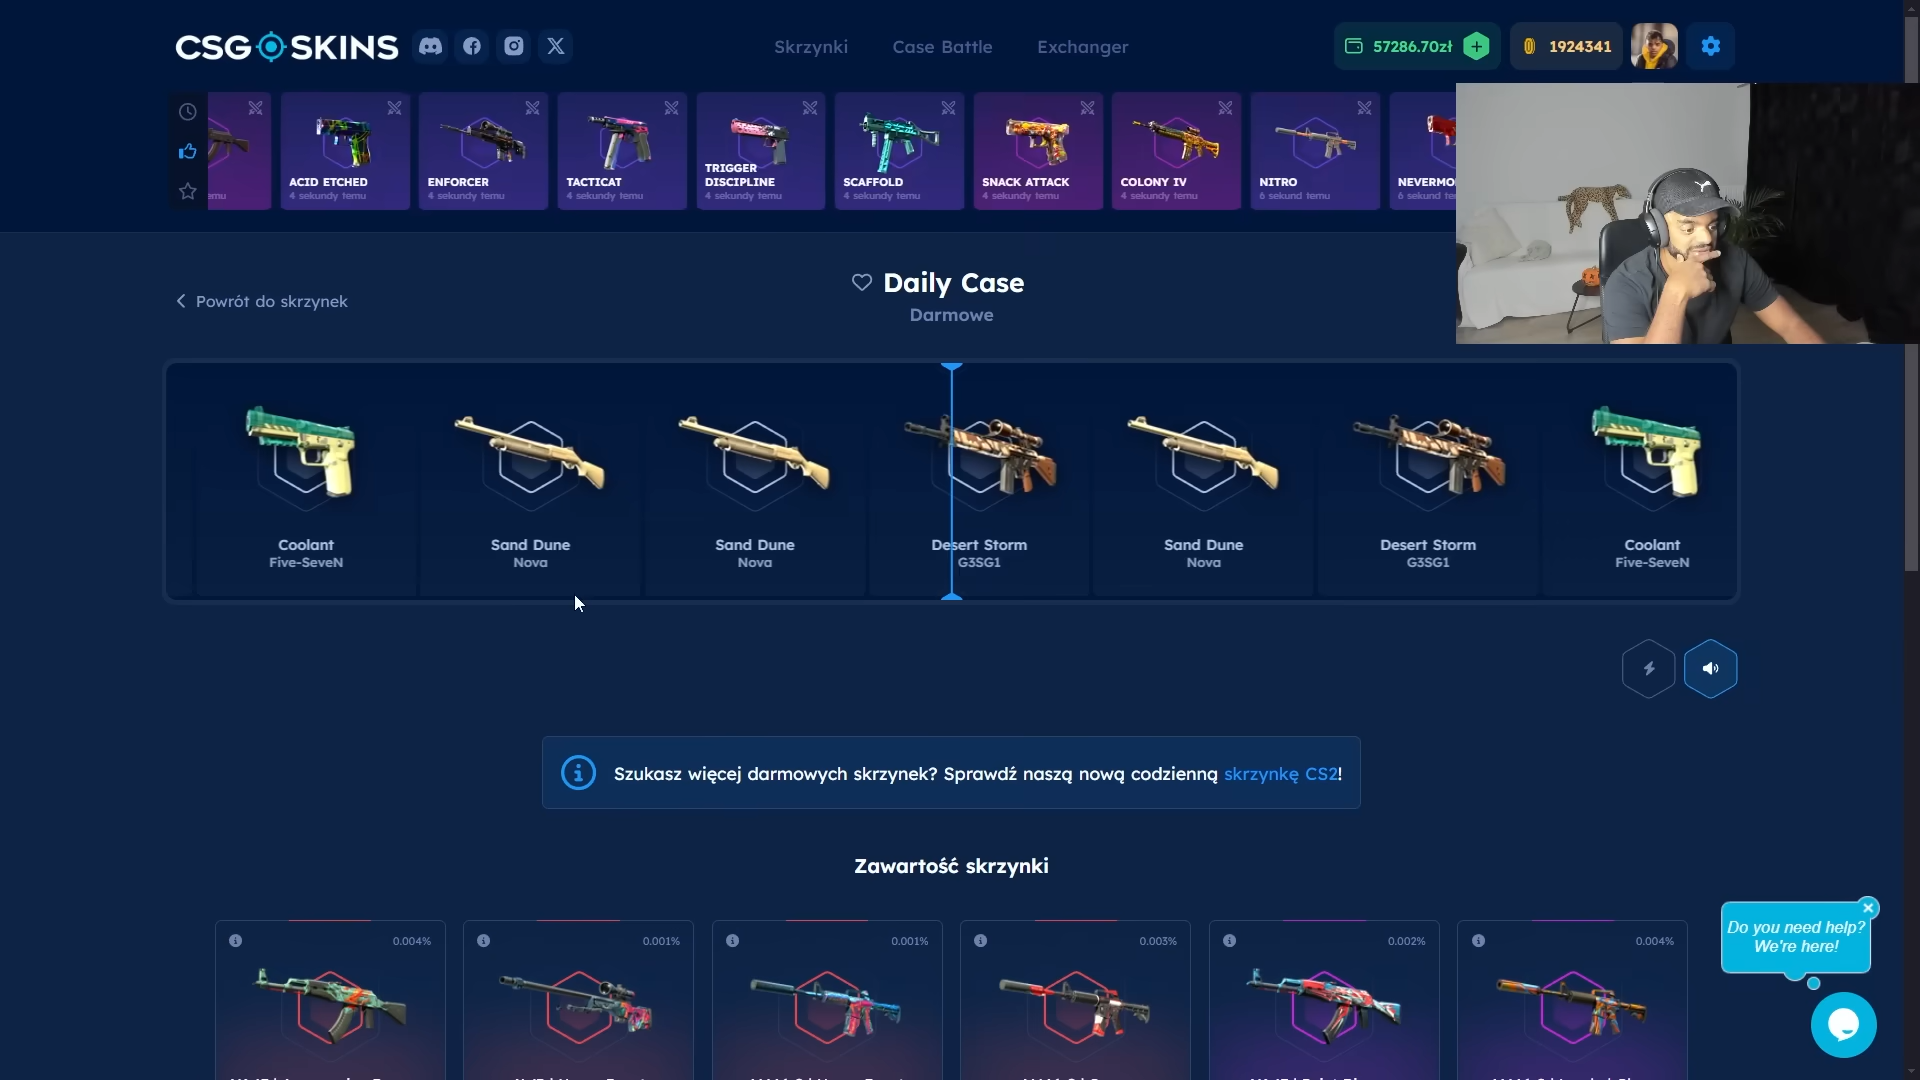 CSG SKINS
Skrzynki
Case Battle
Exchanger
57286.70zł
1924341
emu
ACID ETCHED
4 sekundy temu
ENFORCER
4 sekundy temu
TACTICAT
4 sekundy temu
TRIGGER
DISCIPLINE
4 sekundy temu
SCAFFOLD
4 sekundy temu
SNACK ATTACK
4 sekundy temu
COLONY IV
4 sekundy temu
NITRO
6 sekund temu
NEVERMO
6 sekund
Powrót do skrzynek
Daily Case
Darmowe
Coolant
Five-SeveN
Sand Dune
Nova
Sand Dune
Nova
Desert Storm
G3SG1
Sand Dune
Nova
Desert Storm
G3SG1
Coolant
Five-SeveN
Szukasz więcej darmowych skrzynek? Sprawdź naszą nową codzienną skrzynkę CS2!
Zawartość skrzynki
0.004%
0.001%
0.001%
0.003%
0.002%
0.004%
Do you need help?
We're here!